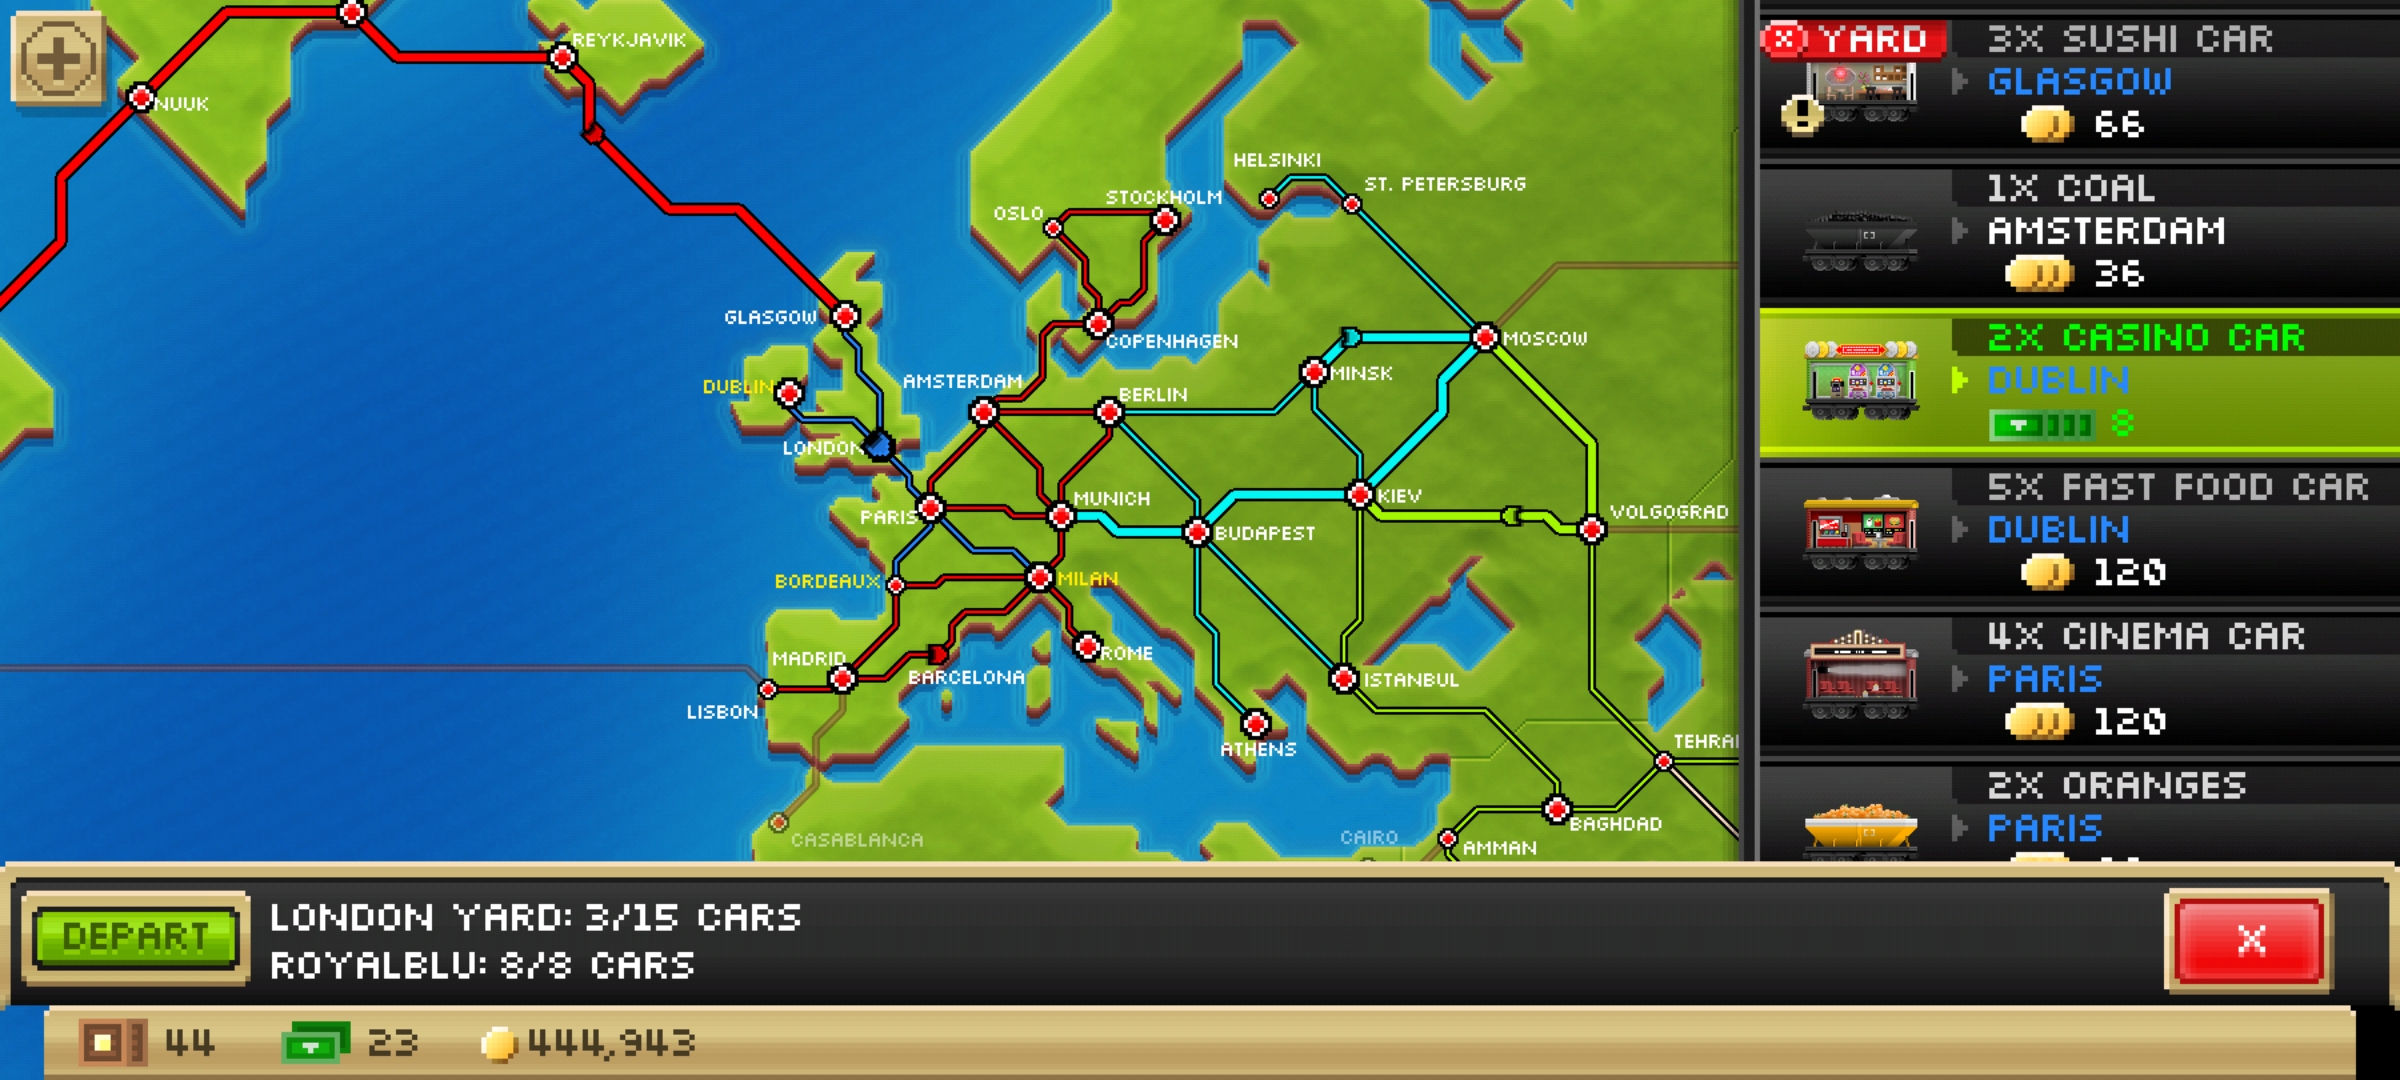 REYKJAVIK
NUUK
HELSINKI
ST. PETERSBURG
STOCKHOLM
OSLO
GLASGOW
MOSCOW
COPENHAGEN
MINSK
AMSTERDAM
DUBLIN
BERLIN
LONDON
MUNICH
KIEV
PARIS
VOLGOGRAD
BUDAPEST
BORDEAUX
MILAN
MADRID
ROME
BARCELONA
ISTANBUL
LISBON
ATHENS
TEHRA
CASABLANCA
CAIRO
BAGHDAD
AMMAN
X YARD
3X SUSHI CAR
GLASGOW
!
66
1X COAL
AMSTERDAM
36
2X CASINO CAR
DUBLIN
8
5X FAST FOOD CAR
DUBLIN
120
4X CINEMA CAR
PARIS
120
2X ORANGES
PARIS
DEPART
LONDON YARD: 3/15 CARS
ROYALBLU: 8/8 CARS
X
44
23
444,943